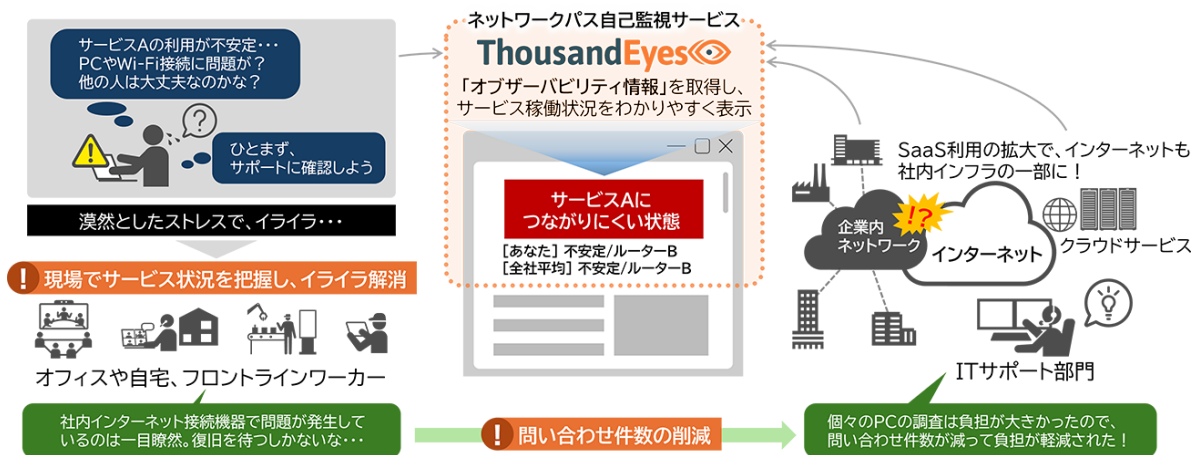 サービスAの利用が不安定・・・
PCやWi-Fi接続に問題が？
他の人は大丈夫なのかな？
?
!
ひとまず、
サポートに確認しよう
漠然としたストレスで、イライラ・・・
! 現場でサービス状況を把握し、イライラ解消
オフィスや自宅、フロントラインワーカー
社内インターネット接続機器で問題が発生して
いるのは一目瞭然。復旧を待つしかないな・・・
ネットワークパス自己監視サービス
ThousandEyes
「オブザーバビリティ情報」を取得し、
サービス稼働状況をわかりやすく表示
サービスAに
つながりにくい状態
[あなた] 不安定/ルーターB
[全社平均] 不安定/ルーターB
! 問い合わせ件数の削減
SaaS利用の拡大で、インターネットも
社内インフラの一部に！
!?
企業内
ネットワーク
インターネット
クラウドサービス
ITサポート部門
個々のPCの調査は負担が大きかったので、
問い合わせ件数が減って負担が軽減された！